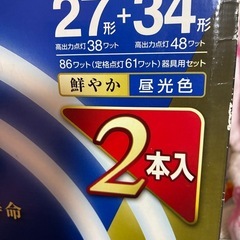 27形+34形
高出力点灯38ワット 高出力点灯48ワット
86ワット(定格点灯61ワット)器具用セット
鮮やか 昼光色
2本入
命